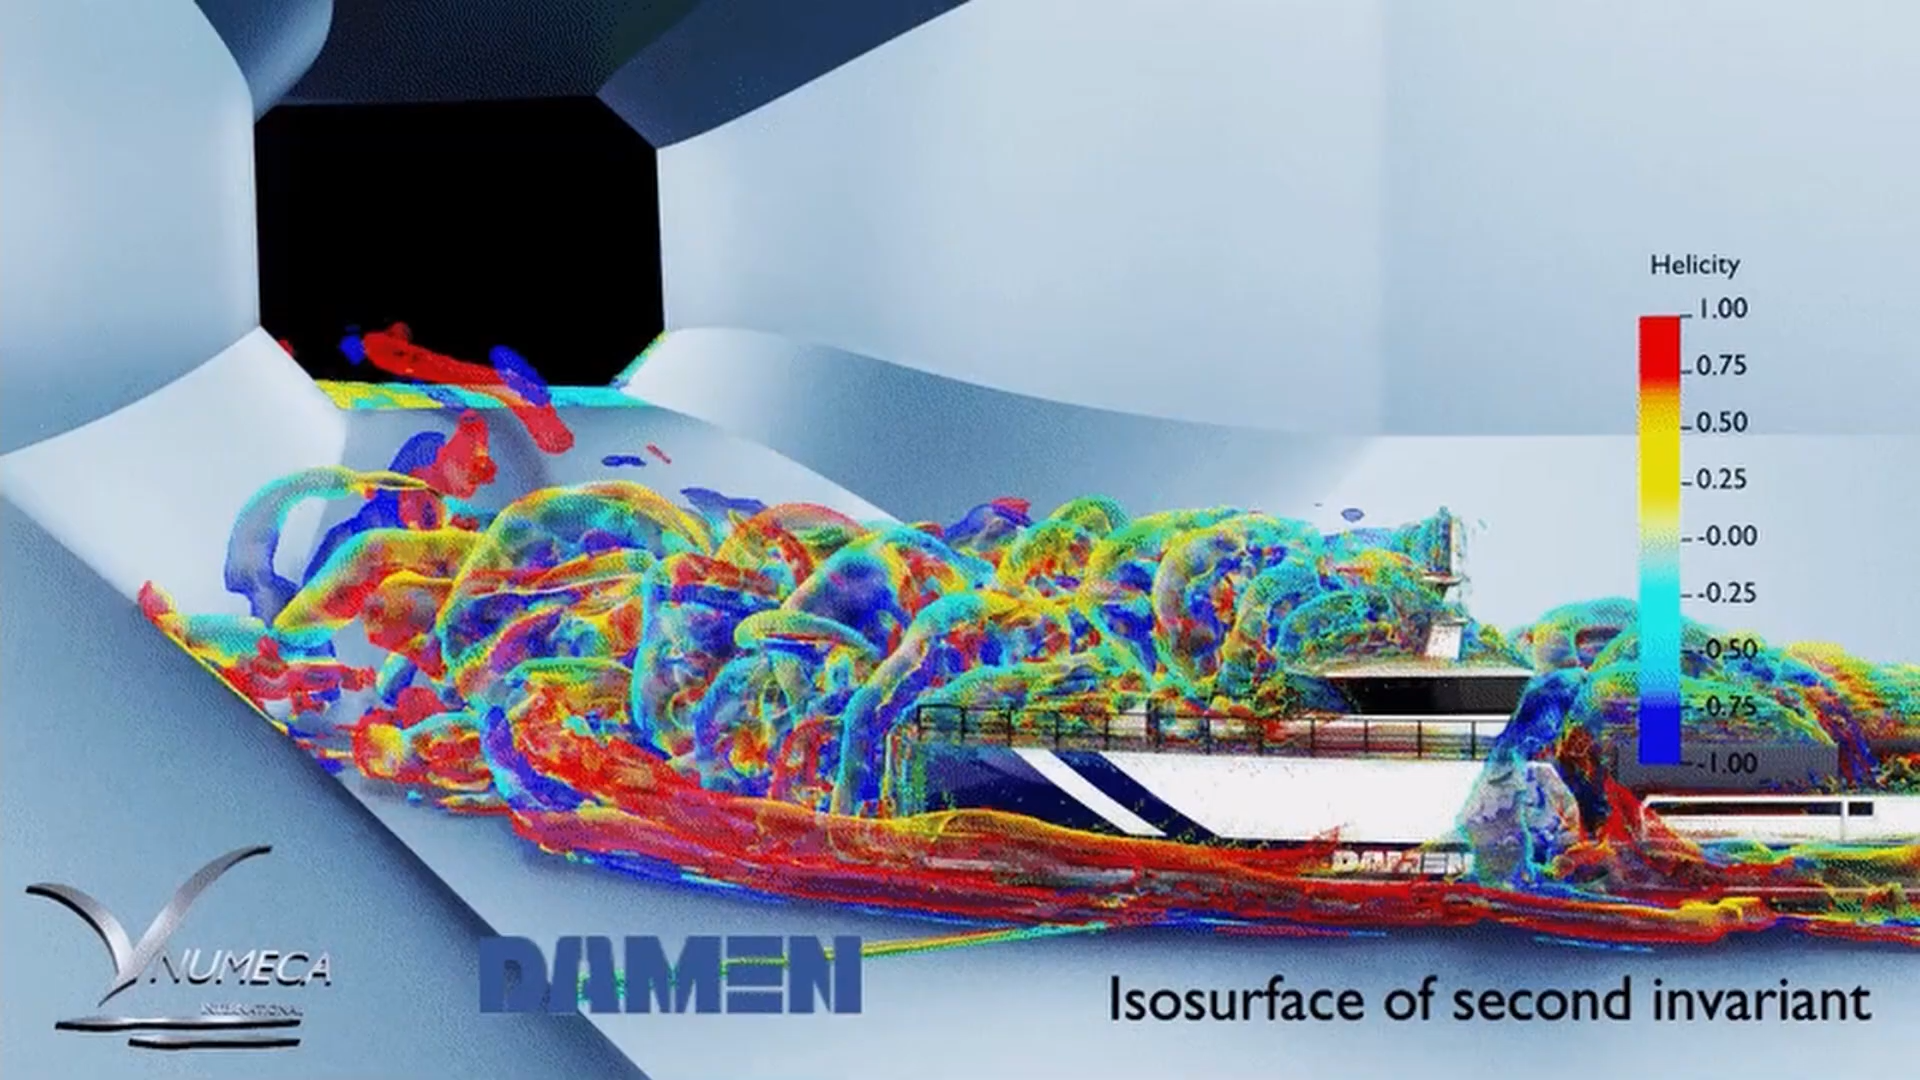 Helicity
1.00
0.75
0.50
0.25
-0.00
-0.25
-0.50
-0.75
-1.00
DAMEN
NUMECA
INTERNATIONAL
DAMEN
Isosurface of second invariant